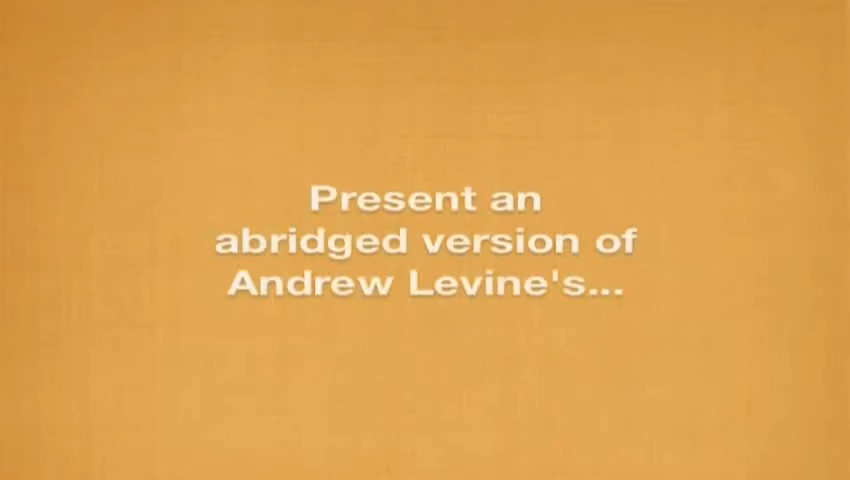 Present an
abridged version of
Andrew Levine's...